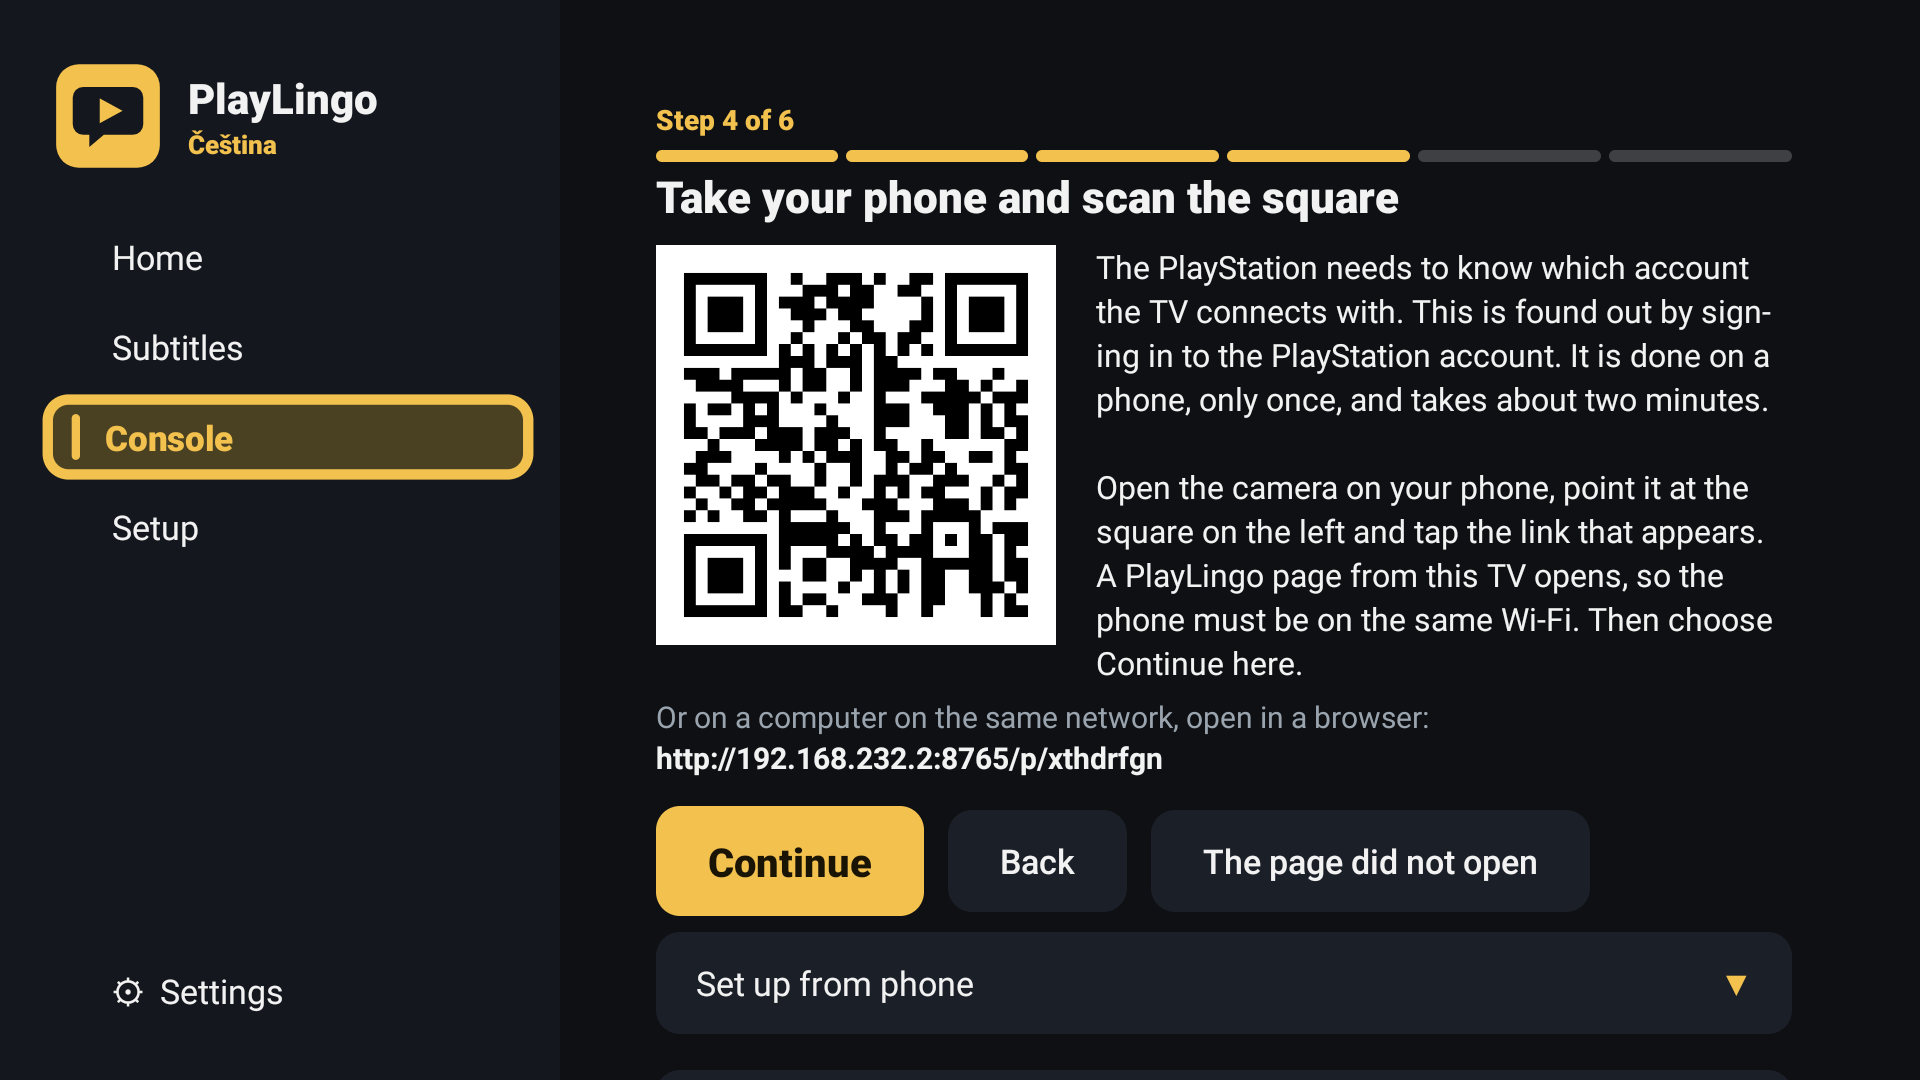 PlayLingo
Čeština
Home
Subtitles
Console
Setup
Settings
Step 4 of 6
Take your phone and scan the square
The PlayStation needs to know which account
the TV connects with. This is found out by sign-
ing in to the PlayStation account. It is done on a
phone, only once, and takes about two minutes.
Open the camera on your phone, point it at the
square on the left and tap the link that appears.
A PlayLingo page from this TV opens, so the
phone must be on the same Wi-Fi. Then choose
Continue here.
Or on a computer on the same network, open in a browser:
http://192.168.232.2:8765/p/xthdrfgn
Continue
Back
The page did not open
Set up from phone